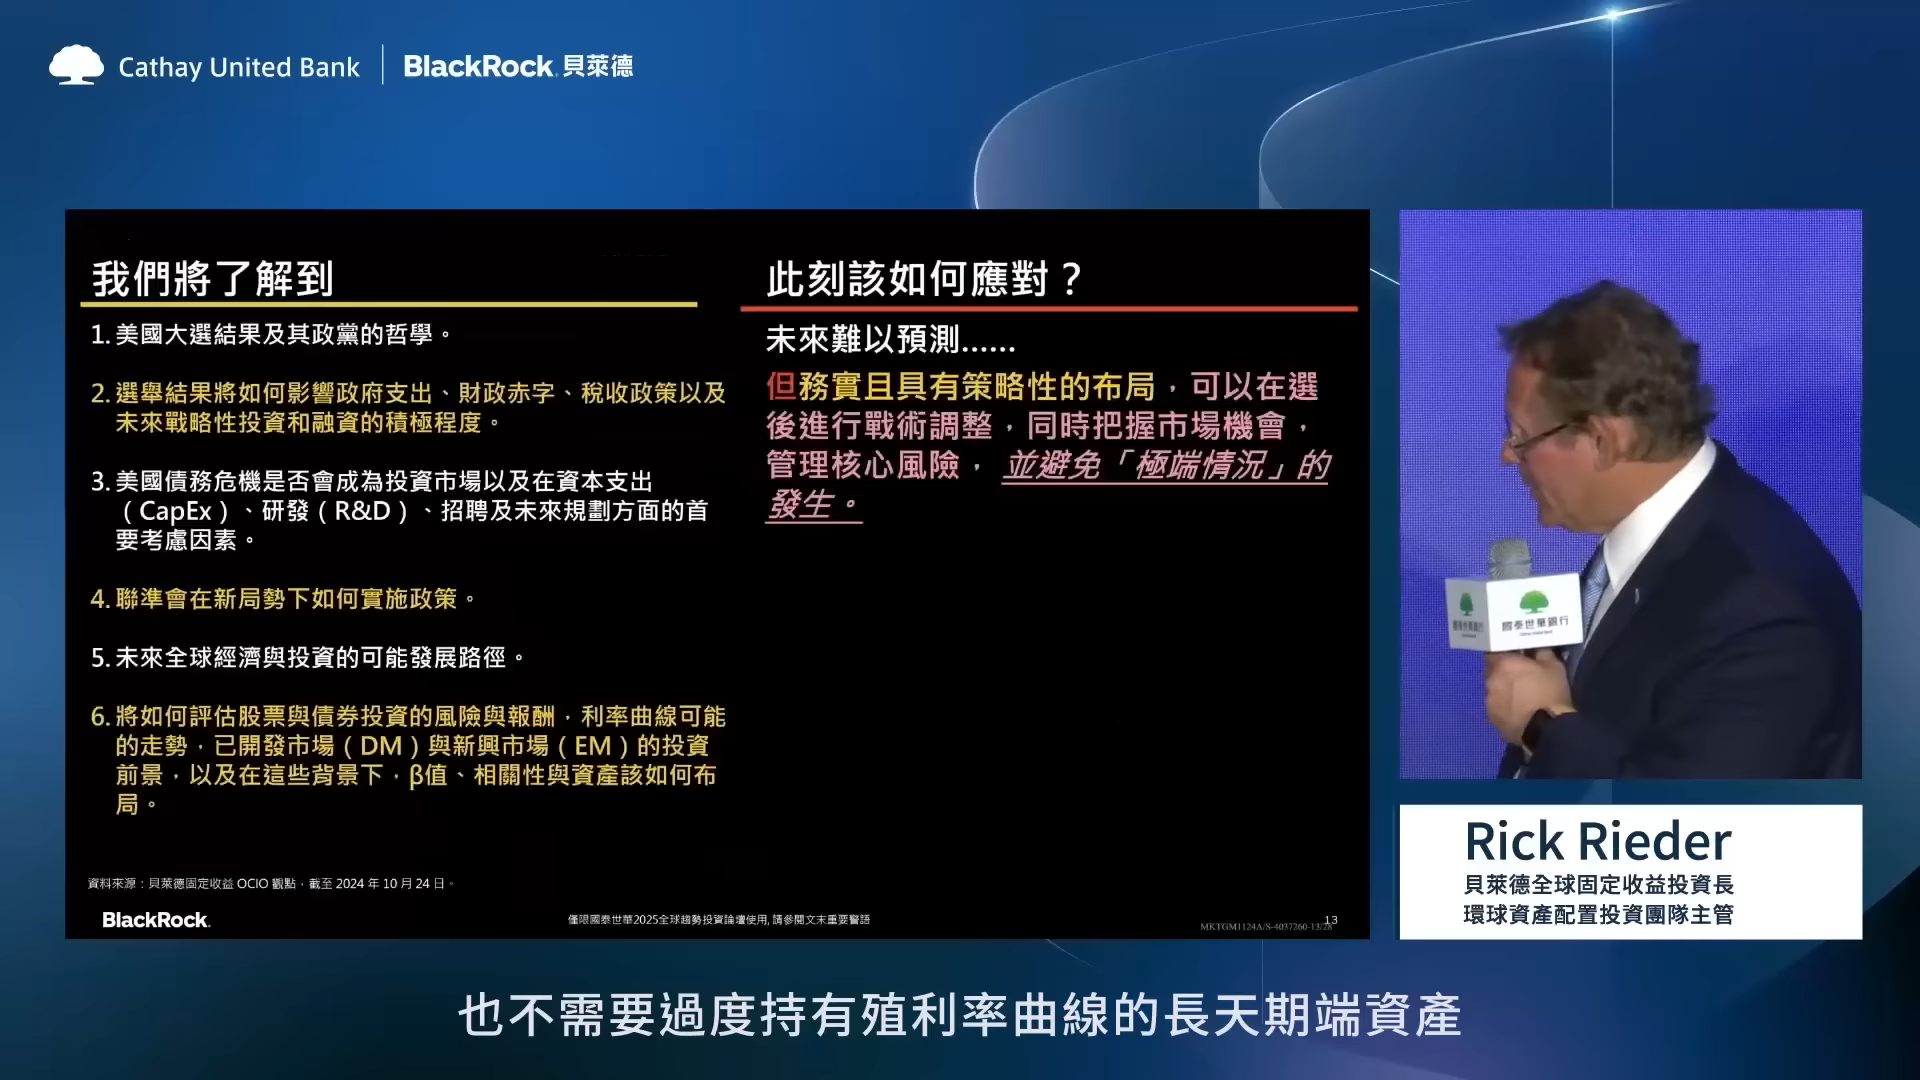 Cathay United Bank
BlackRock 貝萊德
我們將了解到
1. 美國大選結果及其政黨的哲學。
2. 選舉結果將如何影響政府支出、財政赤字、稅收政策以及
未來戰略性投資和融資的積極程度。
3. 美國債務危機是否會成為投資市場以及在資本支出
（CapEx）、研發（R&D）、招聘及未來規劃方面的首
要考慮因素。
4. 聯準會在新局勢下如何實施政策。
5. 未來全球經濟與投資的可能發展路徑。
6. 將如何評估股票與債券投資的風險與報酬，利率曲線可能
的走勢，已開發市場（DM）與新興市場（EM）的投資
前景，以及在這些背景下，β值、相關性與資產該如何布
局。
此刻該如何應對？
未來難以預測......
但務實且具有策略性的布局，可以在選
後進行戰術調整，同時把握市場機會，
管理核心風險，並避免「極端情況」的
發生。
資料來源：貝萊德固定收益 OCIO 觀點，截至 2024 年 10 月 24 日。
BlackRock.
僅限國泰世華2025全球趨勢投資論壇使用, 請參閱文末重要警語
MKTGM1124A/S-4037260-13/28
13
國泰世華銀行
Rick Rieder
貝萊德全球固定收益投資長
環球資產配置投資團隊主管
也不需要過度持有殖利率曲線的長天期端資產